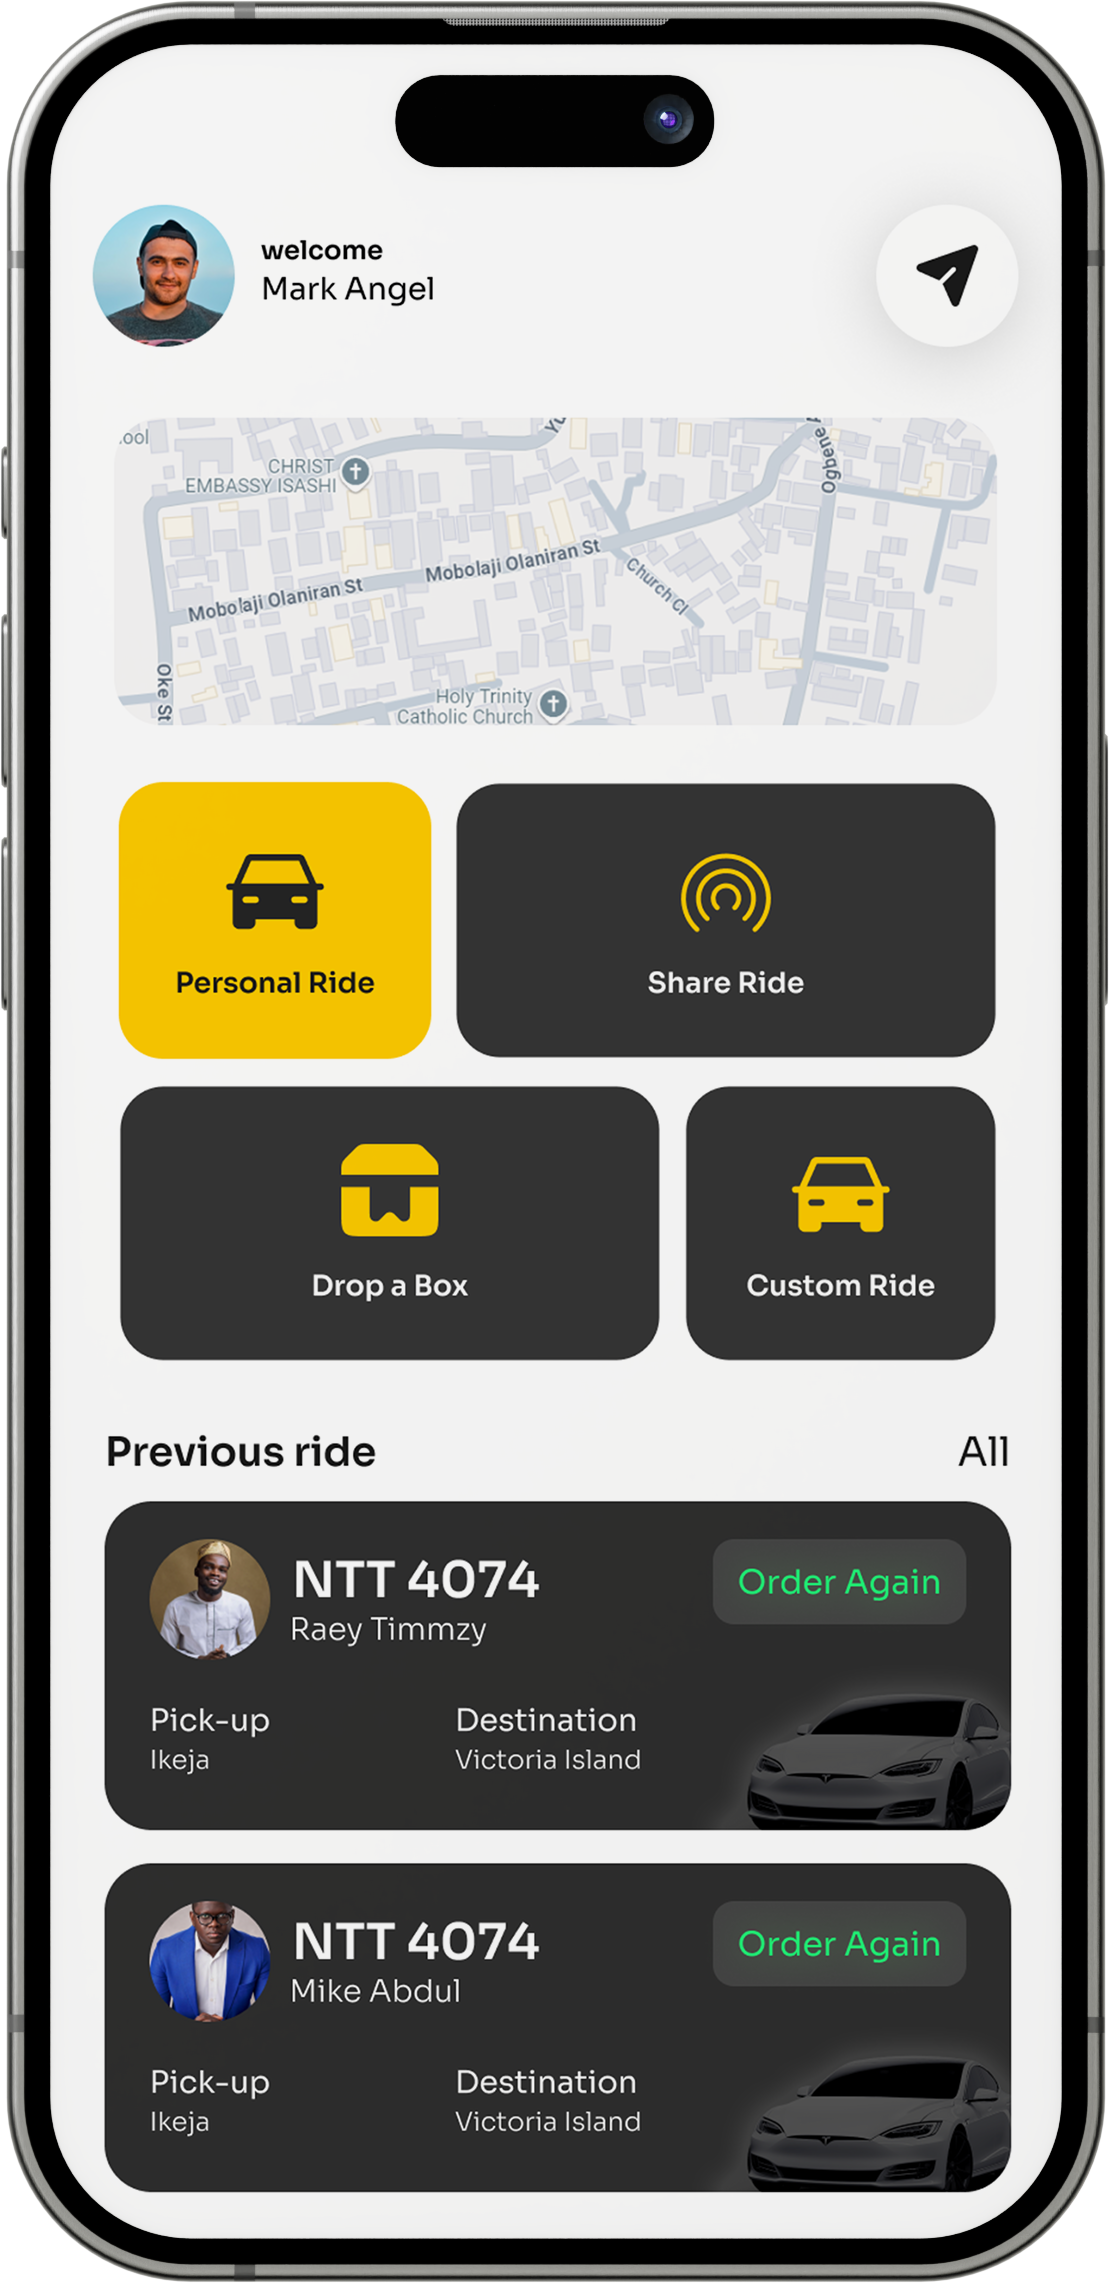 welcome
Mark Angel
CHRIST
EMBASSY ISASHI
Mobolaji Olaniran St
Mobolaji Olaniran St
Church Cl
Oke St
Holy Trinity
Catholic Church
Personal Ride
Share Ride
Drop a Box
Custom Ride
Previous ride
All
NTT 4074
Order Again
Raey Timmzy
Pick-up
Destination
Ikeja
Victoria Island
NTT 4074
Order Again
Mike Abdul
Pick-up
Destination
Ikeja
Victoria Island